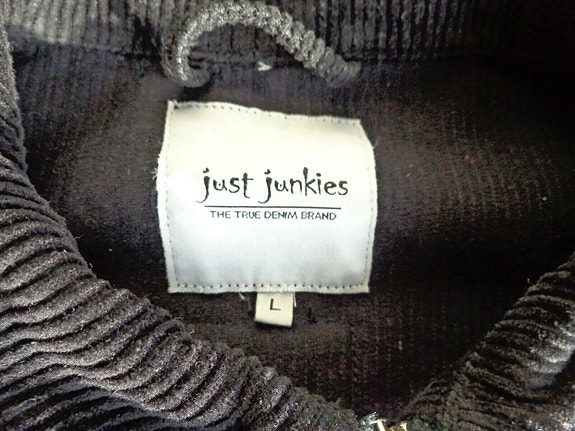 just junkies
THE TRUE DENIM BRAND
L